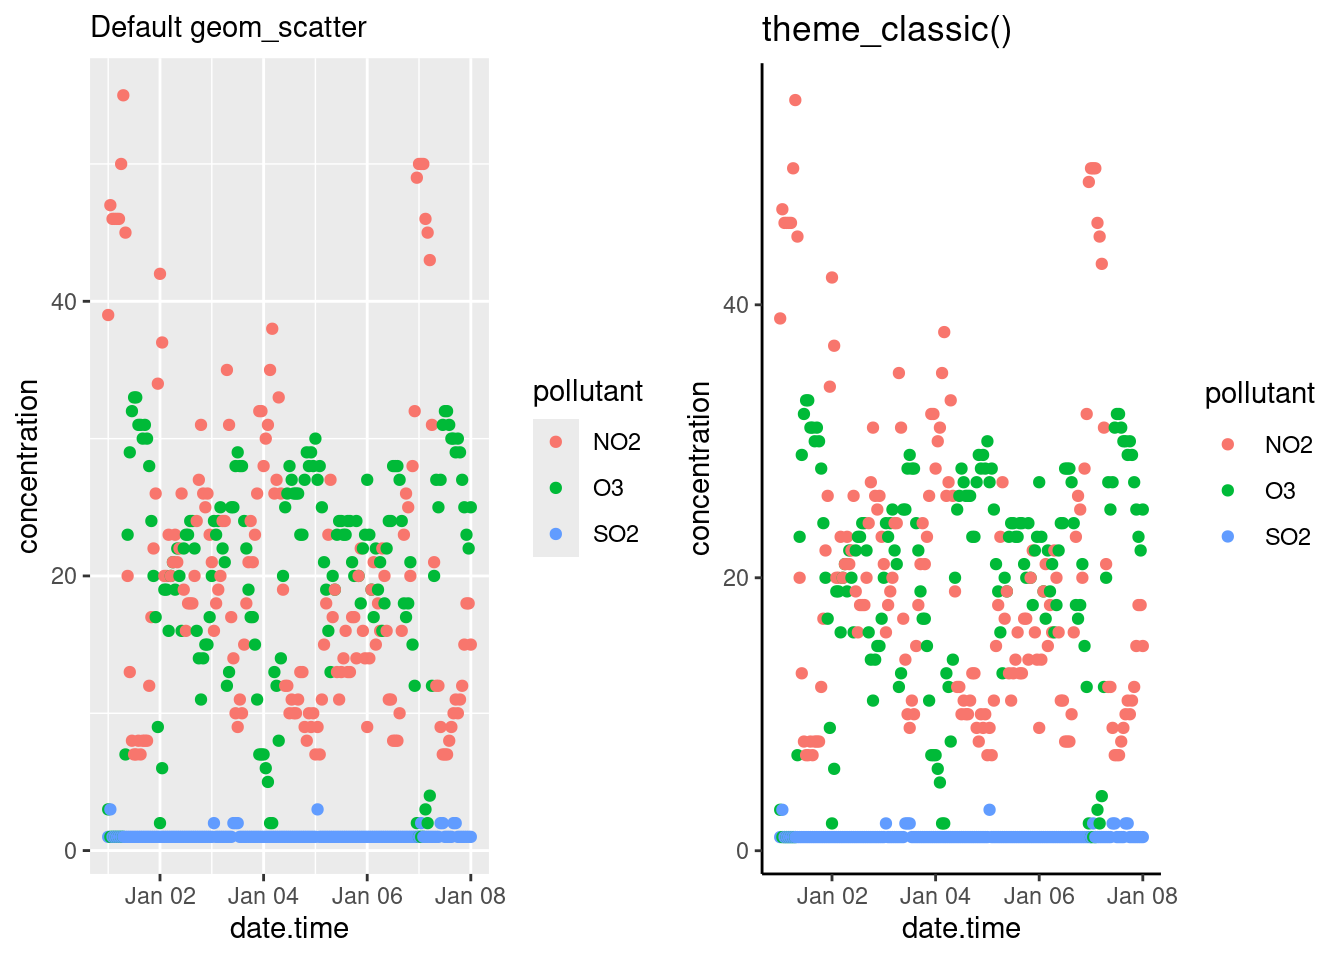 Default geom_scatter
concentration
40
20
0
Jan 02 Jan 04 Jan 06 Jan 08
date.time
pollutant
NO2
O3
SO2
theme_classic()
concentration
40
20
0
Jan 02 Jan 04 Jan 06 Jan 08
date.time
pollutant
NO2
O3
SO2